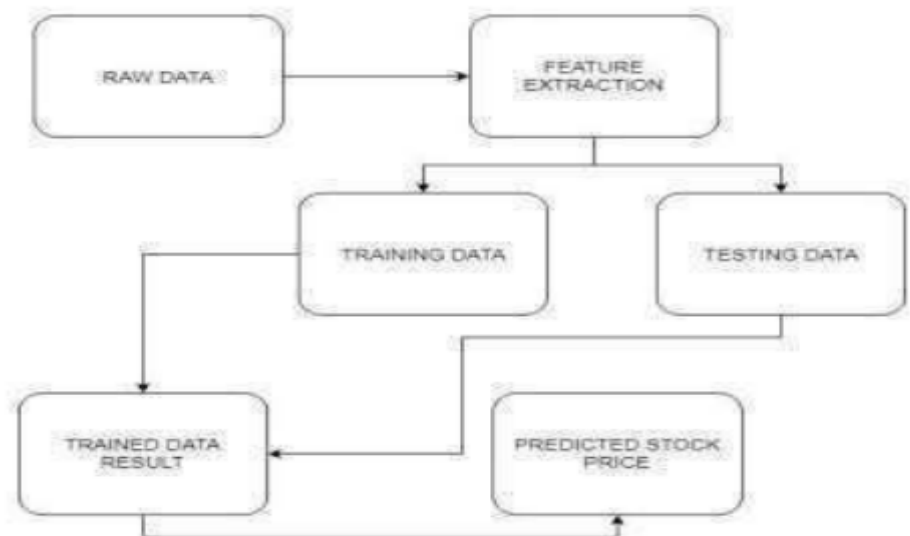 RAW DATA
FEATURE
EXTRACTION
TRAINING DATA
TESTING DATA
TRAINED DATA
RESULT
PREDICTED STOCK
PRICE